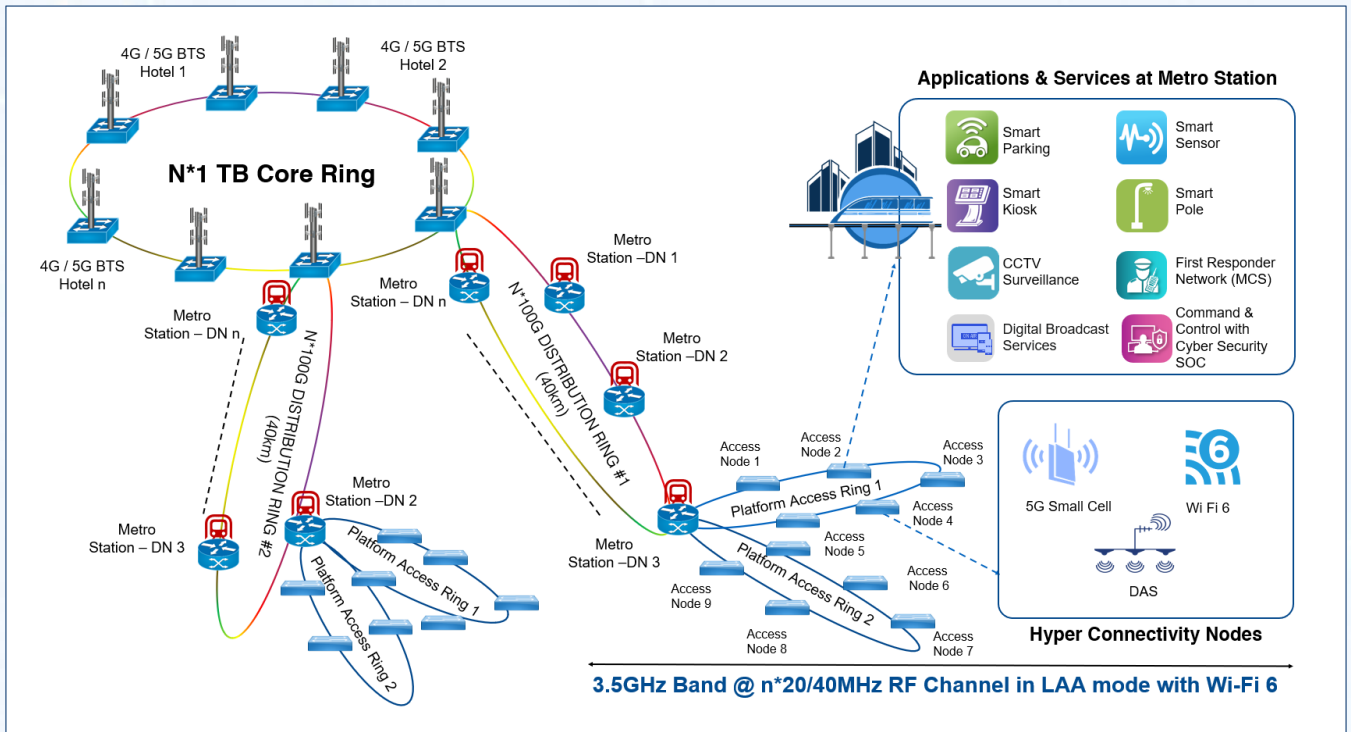 4G / 5G BTS
Hotel 1
4G / 5G BTS
Hotel 2
N*1 TB Core Ring
4G / 5G BTS
Hotel n
Metro
Station – DN n
Metro
Station – DN n
Metro
Station –DN 1
Metro
Station –DN 2
N*100G DISTRIBUTION RING #1
(40km)
N*100G DISTRIBUTION RING #2
(40km)
Metro
Station –DN 2
Metro
Station –DN 3
Metro
Station –DN 3
Platform Access Ring 1
Platform Access Ring 2
Access
Node 1
Access
Node 2
Access
Node 3
Platform Access Ring 1
Access
Node 4
Access
Node 5
Platform Access Ring 2
Access
Node 6
Access
Node 7
Access
Node 8
Access
Node 9
Applications & Services at Metro Station
Smart
Parking
Smart
Sensor
Smart
Kiosk
Smart
Pole
CCTV
Surveillance
First Responder
Network (MCS)
Digital Broadcast
Services
Command &
Control with
Cyber Security
SOC
5G Small Cell
6
Wi Fi 6
DAS
Hyper Connectivity Nodes
3.5GHz Band @ n*20/40MHz RF Channel in LAA mode with Wi-Fi 6